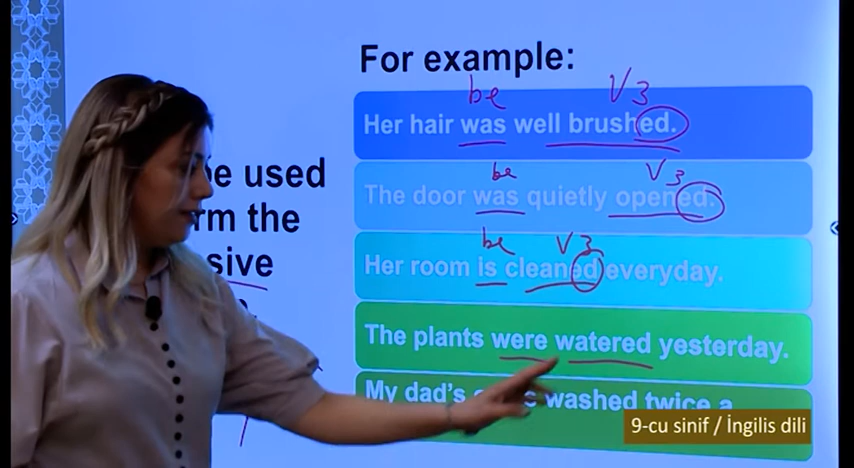 For example:
be V3
Her hair was well brushed.
be V3
The door was quietly opened.
be V3
Her room is cleaned everyday.
The plants were watered yesterday.
My dad's washed twice a
used
the
9-cu sinif / İngilis dili